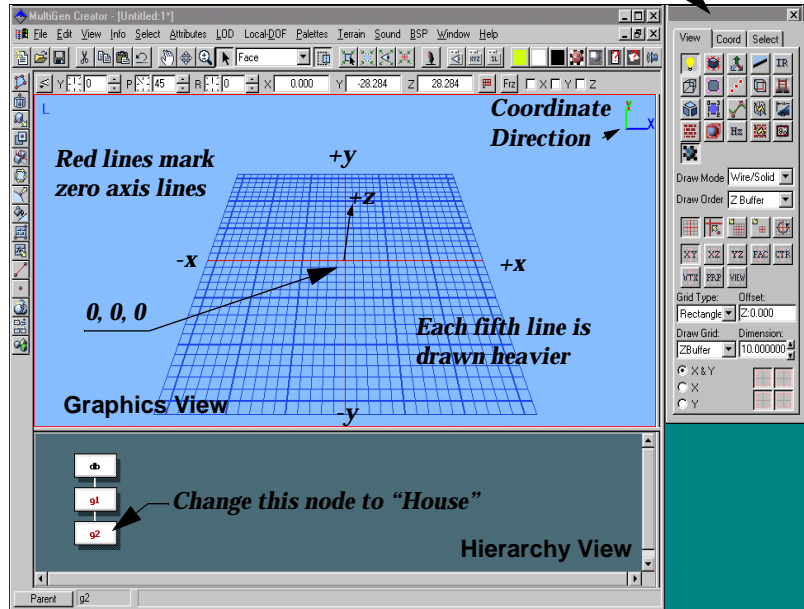 MultiGen Creator - [Untitled:1*]
File Edit View Info Select Attributes LOD Local-DOF Palettes Terrain Sound BSP Window Help
Face
XYZ
SL
?
Y 0 P 45 R 0 X 0.000 Y -28.284 Z 28.284 Frz X Y Z
L
Coordinate
Direction
Y
X
Red lines mark
zero axis lines
+y
+z
-x
+x
0, 0, 0
Each fifth line is
drawn heavier
Graphics View
-y
db
g1
g2
Change this node to “House”
Hierarchy View
Parent g2
View Coord Select
IR
Hz
Draw Mode Wire/Solid
Draw Order Z Buffer
XY XZ YZ FAC CTR
VTX PRP VIEW
Grid Type: Offset:
Rectangle Z:0.000
Draw Grid: Dimension:
ZBuffer 10.000000
X & Y
X
Y